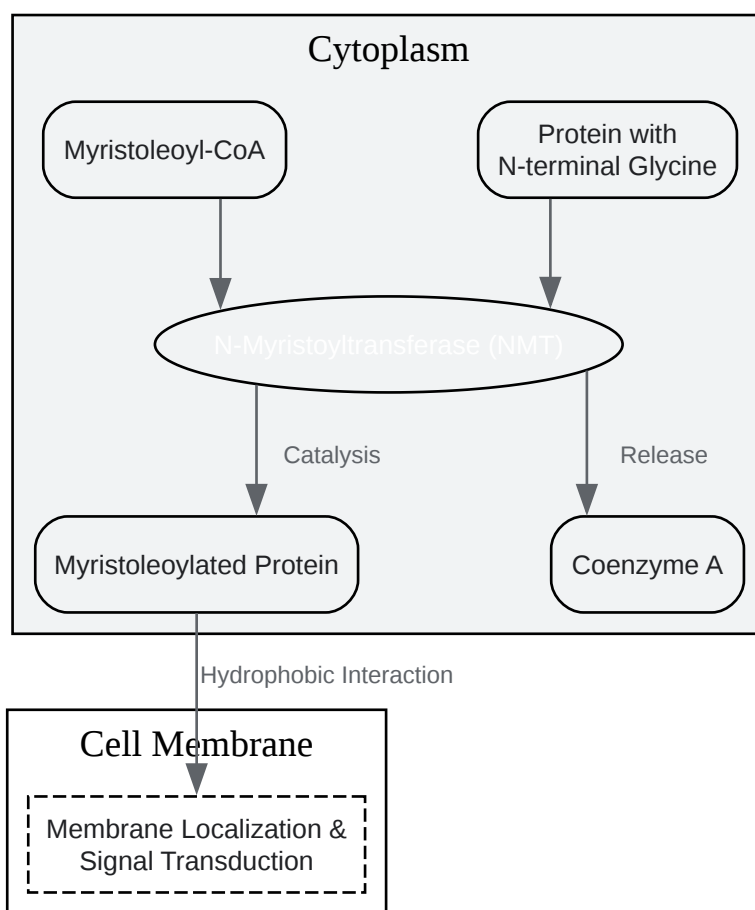 Cytoplasm
Myristoleoyl-CoA
Protein with
N-terminal Glycine
N-Myristoyltransferase (NMT)
Catalysis
Release
Myristoleoylated Protein
Coenzyme A
Hydrophobic Interaction
Cell Membrane
Membrane Localization &
Signal Transduction